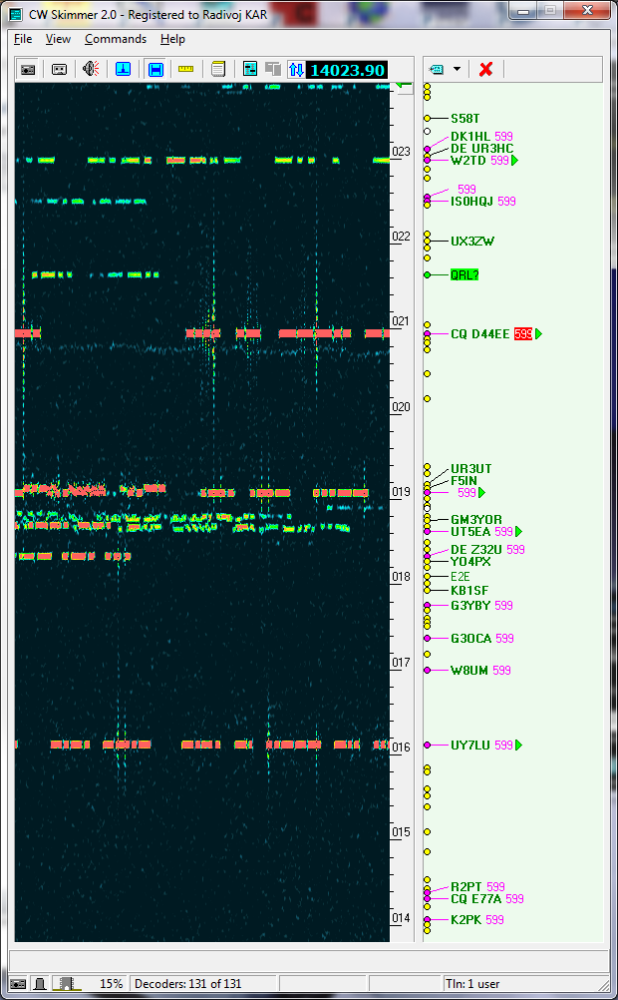 CW Skimmer 2.0 - Registered to Radivoj KAR
File View Commands Help
14023.90
S58T
DK1HL 599
023
DE UR3HC
W2TD 599
599
IS0HQJ 599
022
UX3ZW
QRL?
021
CQ D44EE 599
020
UR3UT
F5IN
019
599
GM3YOR
UT5EA 599
DE Z32U 599
YO4PX
018
E2E
KB1SF
G3YBY 599
G3OCA 599
017
W8UM 599
016
UY7LU 599
015
R2PT 599
CQ E77A 599
014
K2PK 599
15%
Decoders: 131 of 131
Tln: 1 user